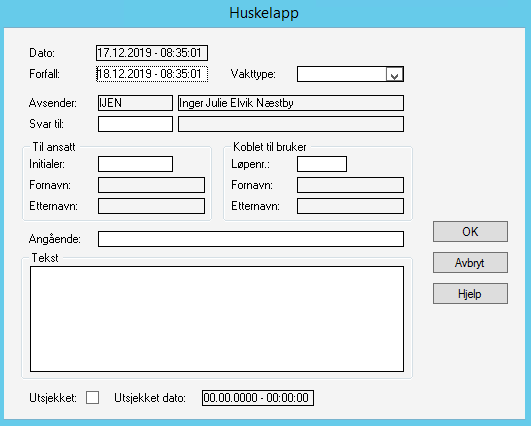 Huskelapp
Dato: 17.12.2019 - 08:35:01
Forfall: 18.12.2019 - 08:35:01 Vakttype:
Avsender: IJEN Inger Julie Elvik Næstby
Svar til:
Til ansatt Koblet til bruker
Initialer: Løpenr.:
Fornavn: Fornavn:
Etternavn: Etternavn:
OK
Angående:
Avbryt
Tekst
Hjelp
Utsjekket: Utsjekket dato: 00.00.0000 - 00:00:00